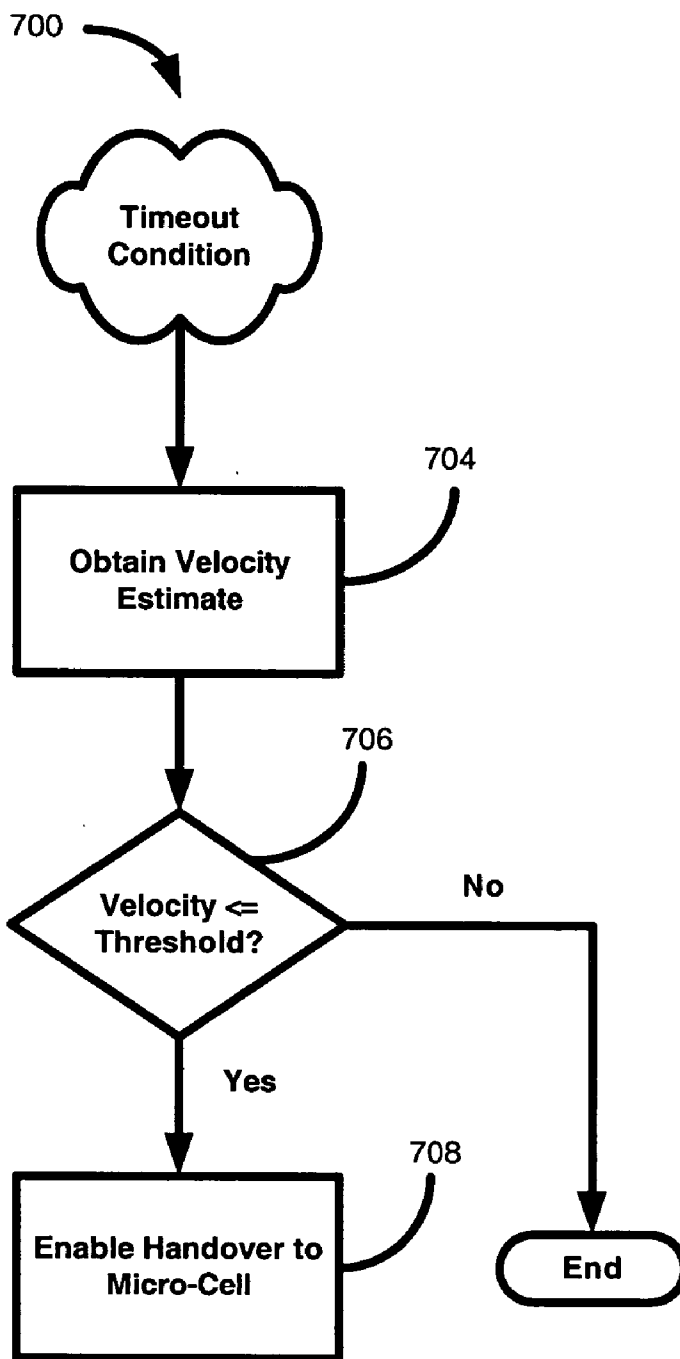 700
Timeout
Condition
704
Obtain Velocity
Estimate
706
Velocity <=
Threshold?
No
Yes
708
Enable Handover to
Micro-Cell
End